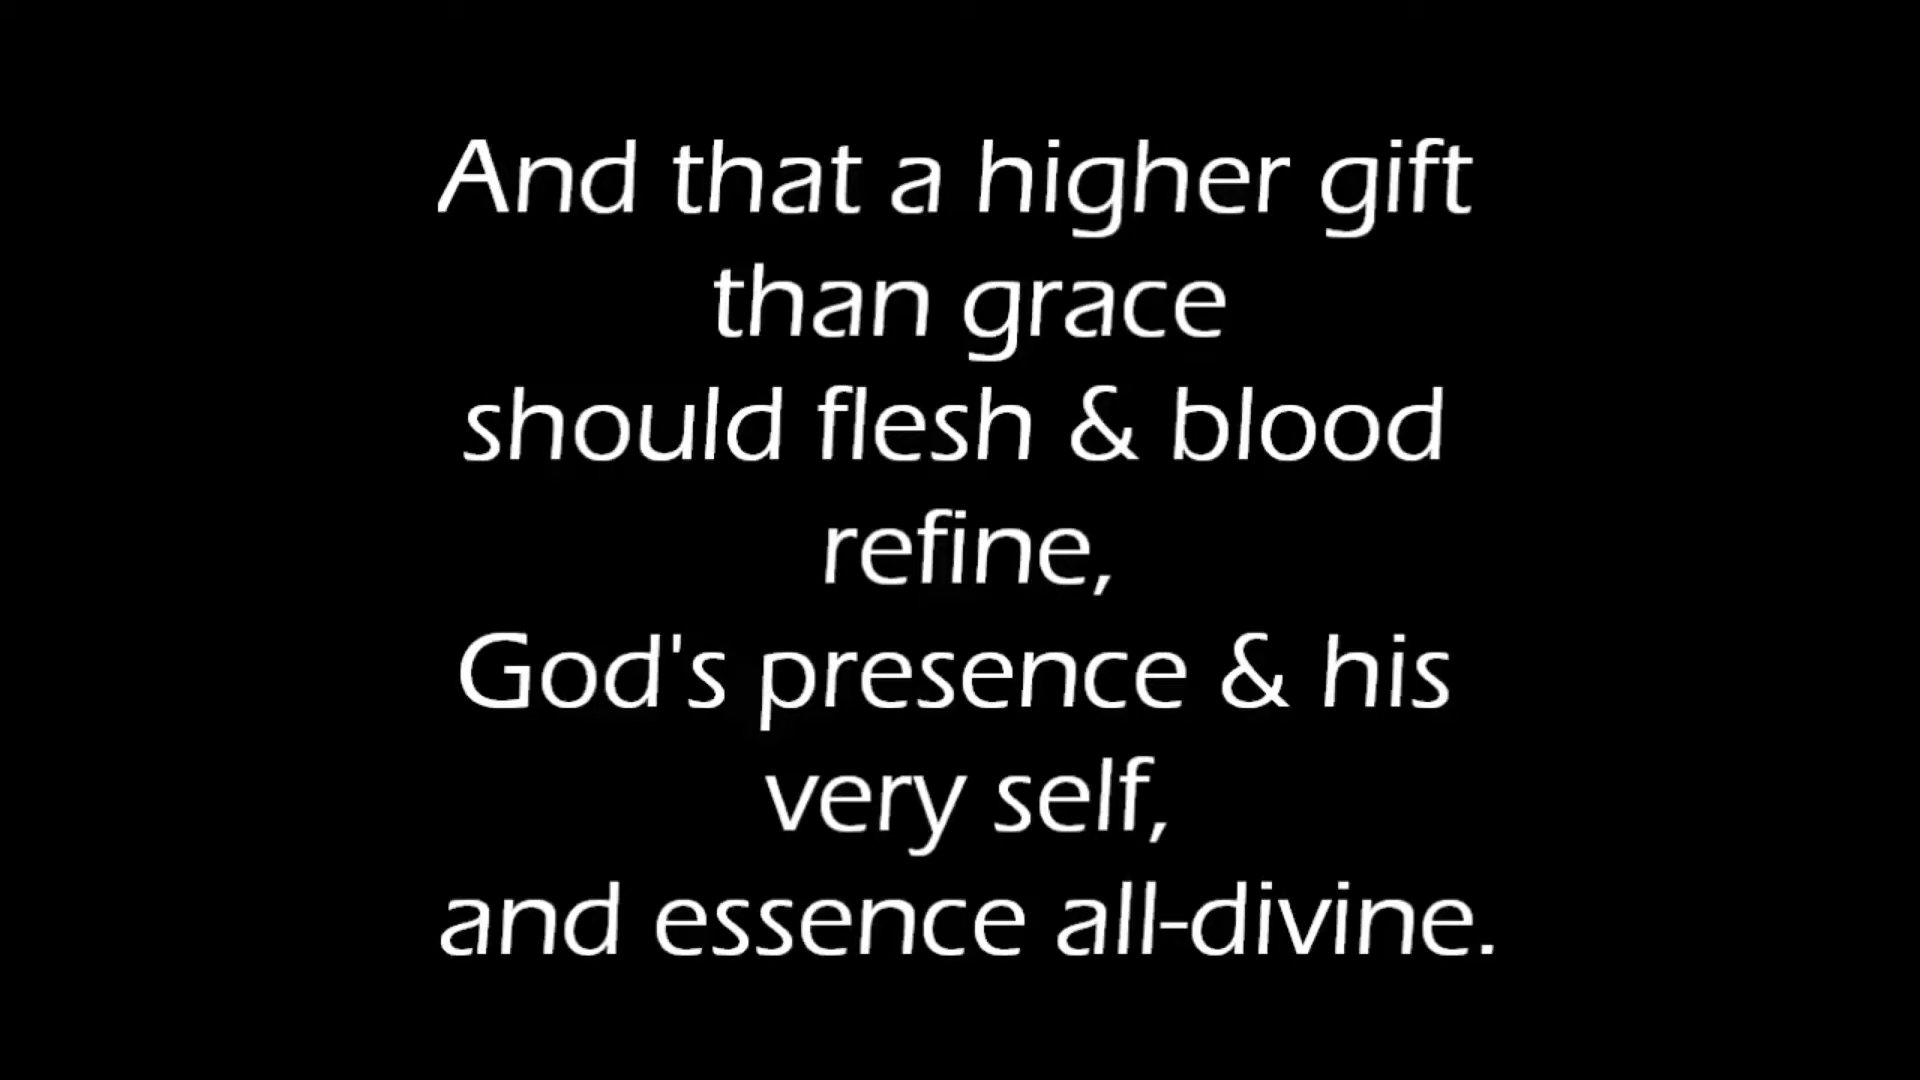 And that a higher gift
than grace
should flesh & blood
refine,
God's presence & his
very self,
and essence all-divine.